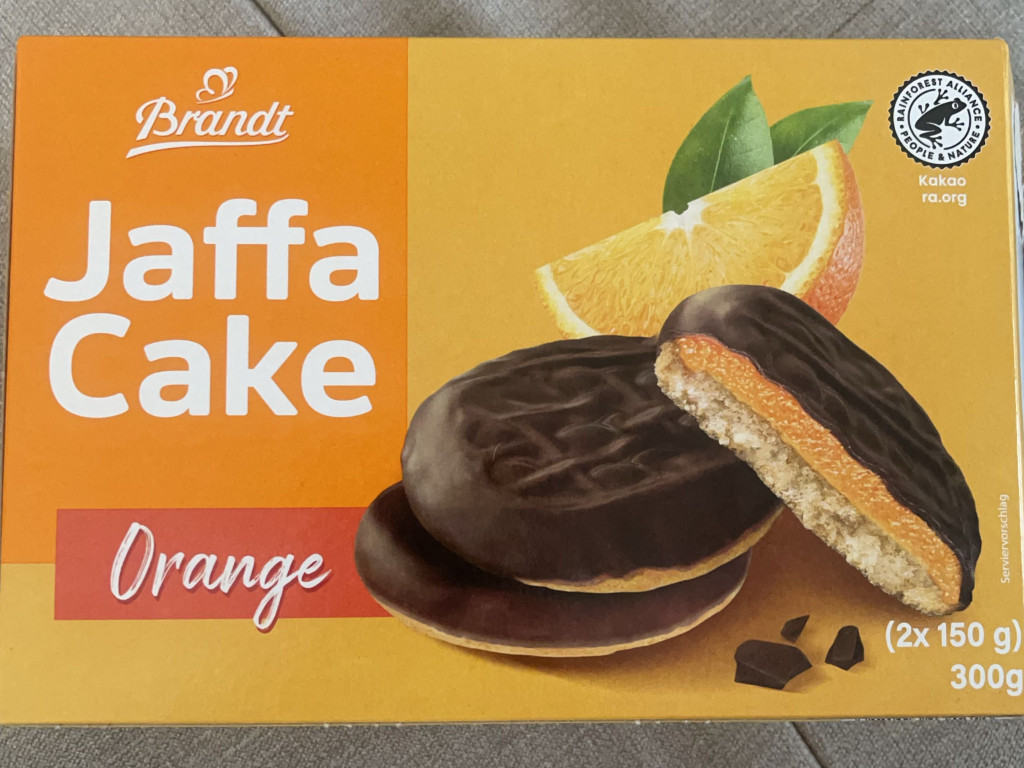 Brandt
Jaffa
Cake
Orange
RAINFOREST ALLIANCE
PEOPLE & NATURE
Kakao
ra.org
Serviervorschlag
(2x 150 g)
300g